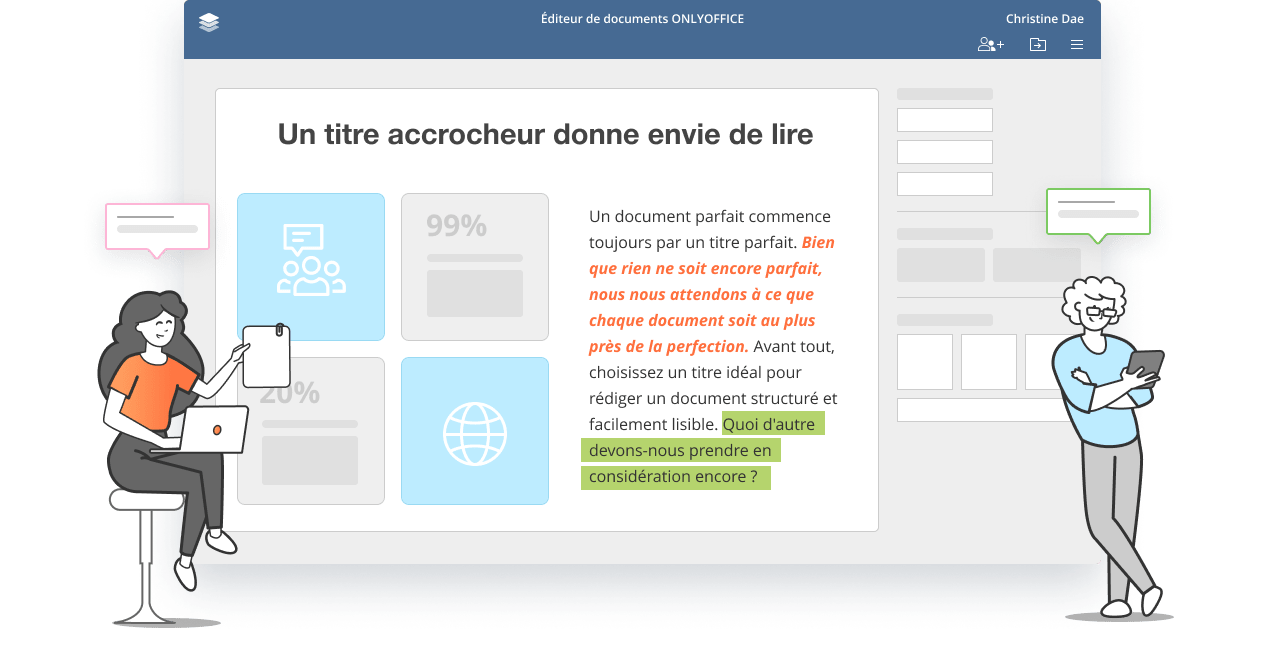 Éditeur de documents ONLYOFFICE
Christine Dae
Un titre accrocheur donne envie de lire
99%
20%
Un document parfait commence
toujours par un titre parfait. Bien
que rien ne soit encore parfait,
nous nous attendons à ce que
chaque document soit au plus
près de la perfection. Avant tout,
choisissez un titre idéal pour
rédiger un document structuré et
facilement lisible. Quoi d'autre
devons-nous prendre en
considération encore ?